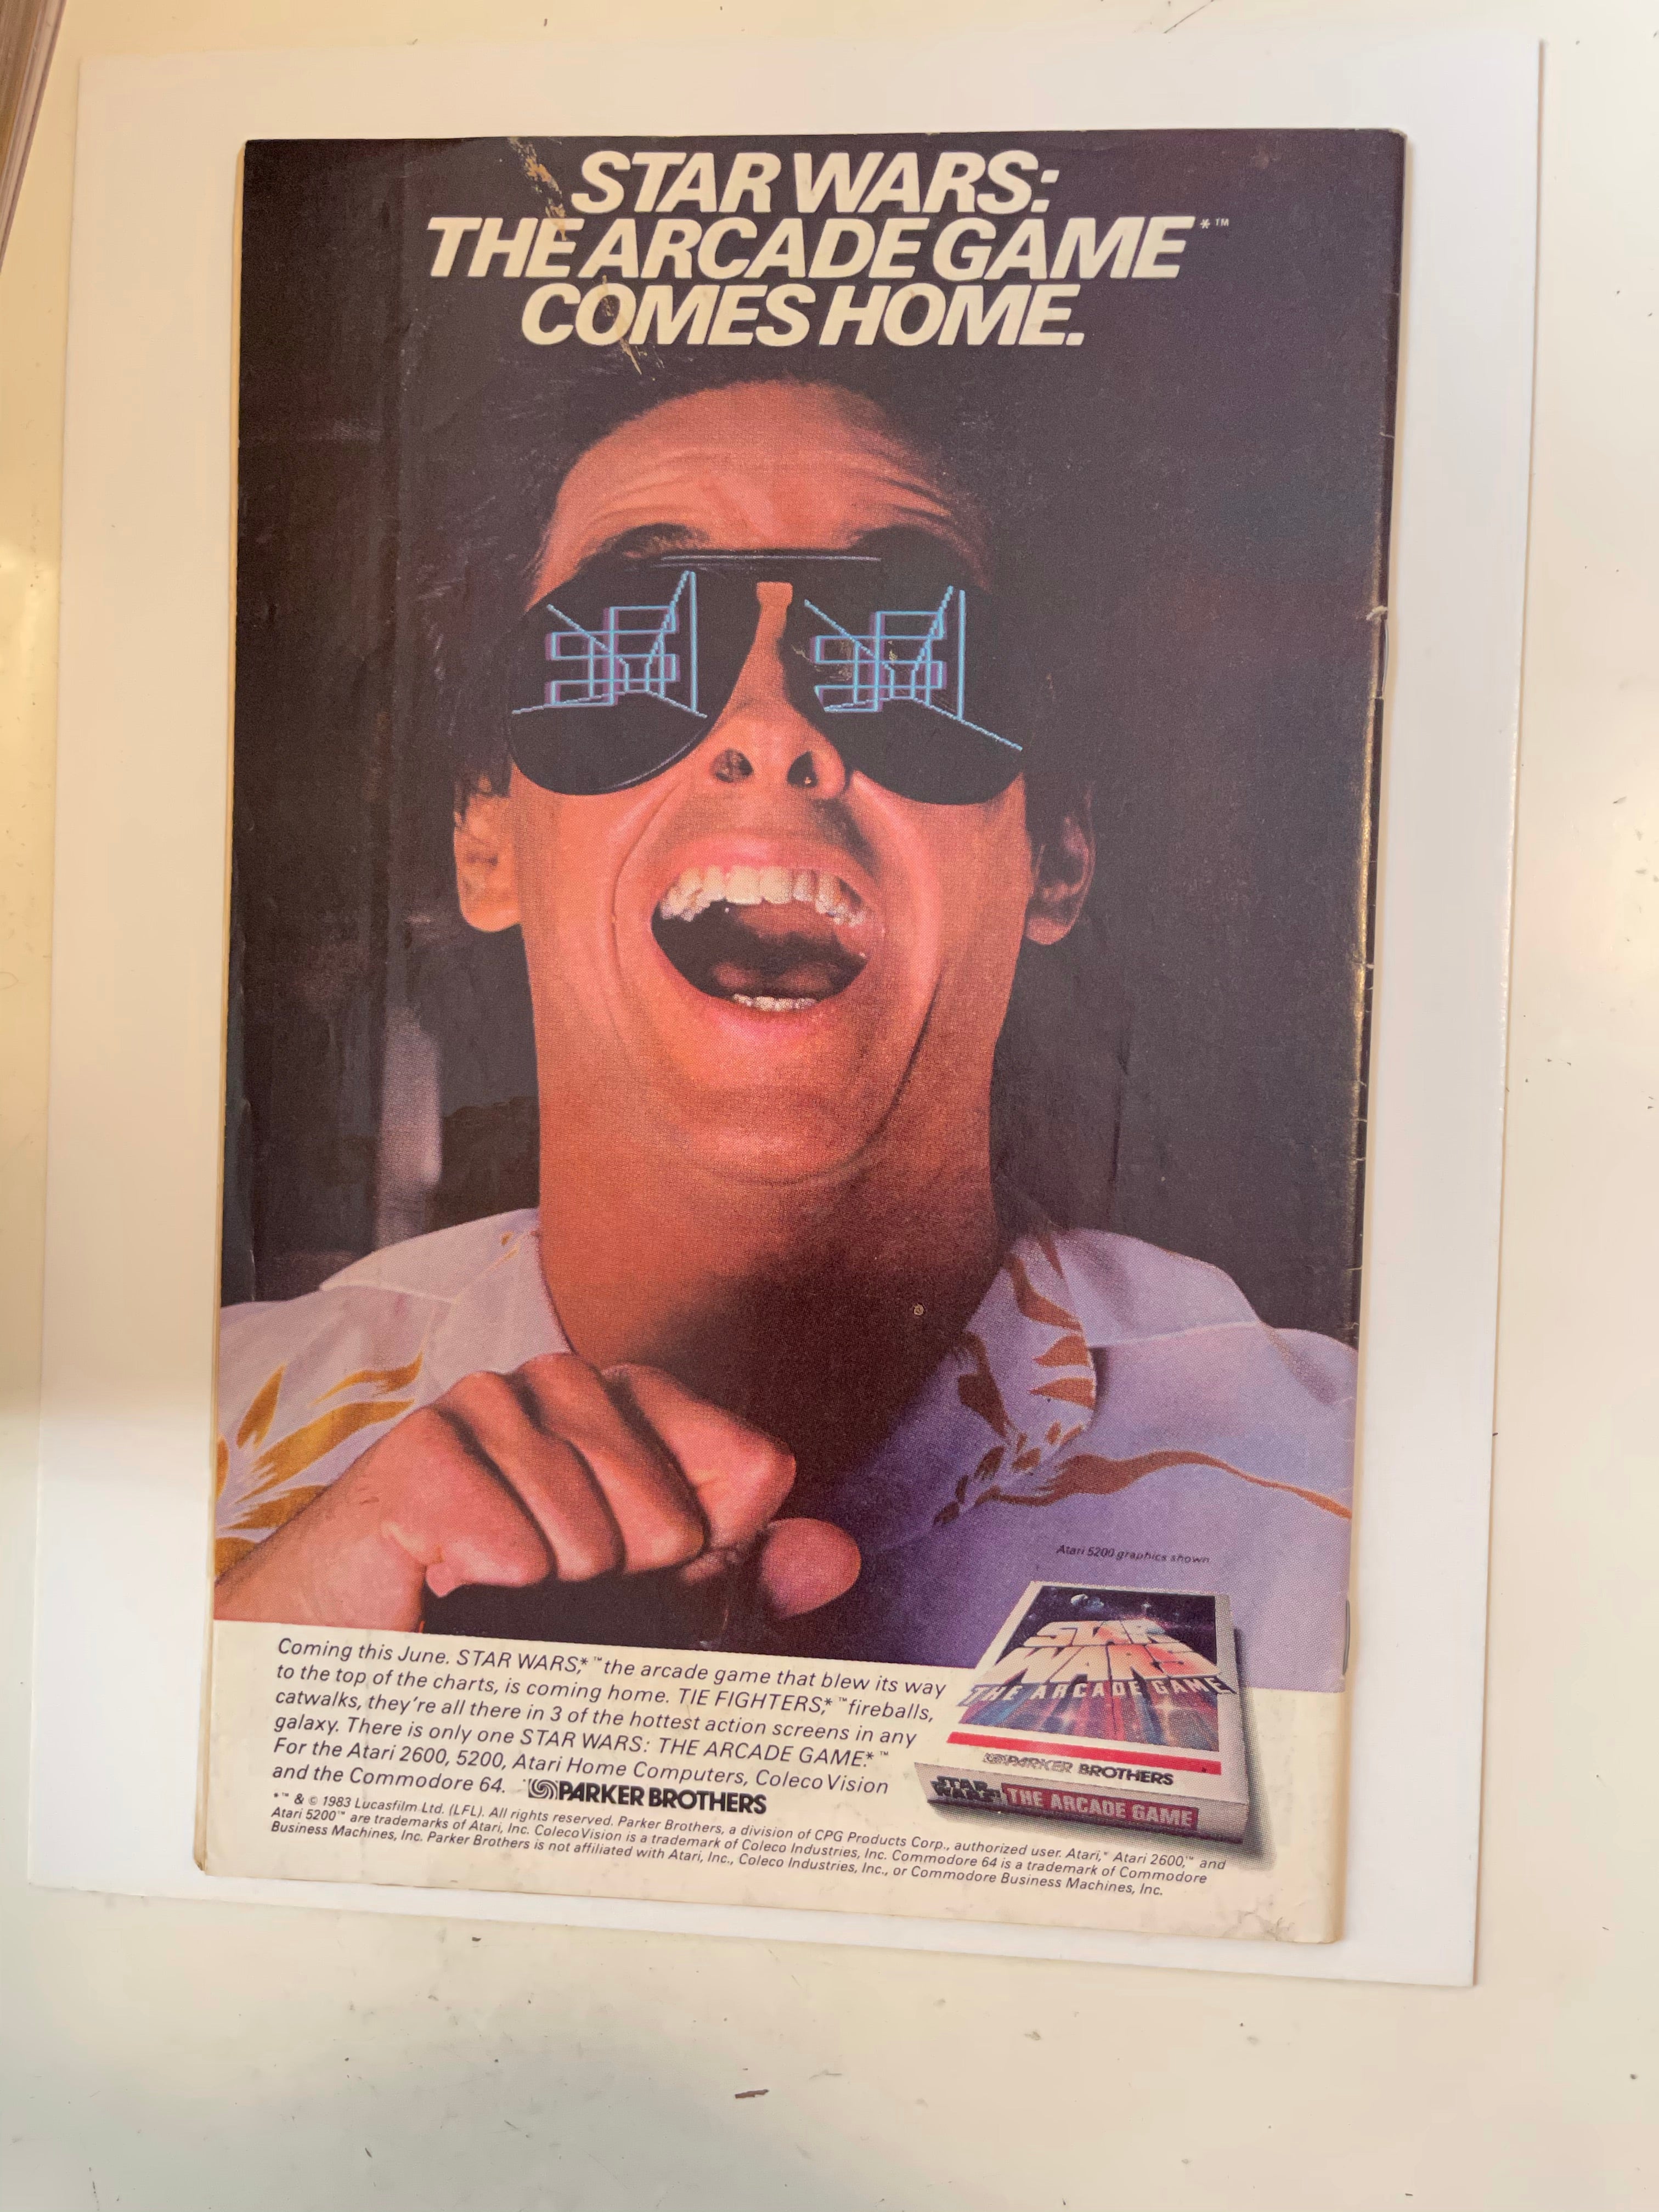 STAR WARS:
THE ARCADE GAME*™
COMES HOME.
Atari 5200 graphics shown.
Coming this June. STAR WARS,*™ the arcade game that blew its way
to the top of the charts, is coming home. TIE FIGHTERS,*™ fireballs,
catwalks, they're all there in 3 of the hottest action screens in any
galaxy. There is only one STAR WARS: THE ARCADE GAME.*™
For the Atari 2600, 5200, Atari Home Computers, ColecoVision
and the Commodore 64. PARKER BROTHERS
*™ & © 1983 Lucasfilm Ltd. (LFL). All rights reserved. Parker Brothers, a division of CPG Products Corp., authorized user. Atari,® Atari 2600,™ and
Atari 5200™ are trademarks of Atari, Inc. ColecoVision is a trademark of Coleco Industries, Inc. Commodore 64 is a trademark of Commodore
Business Machines, Inc. Parker Brothers is not affiliated with Atari, Inc., Coleco Industries, Inc., or Commodore Business Machines, Inc.
STAR
WARS
THE ARCADE GAME
PARKER BROTHERS
STAR
WARS
THE ARCADE GAME